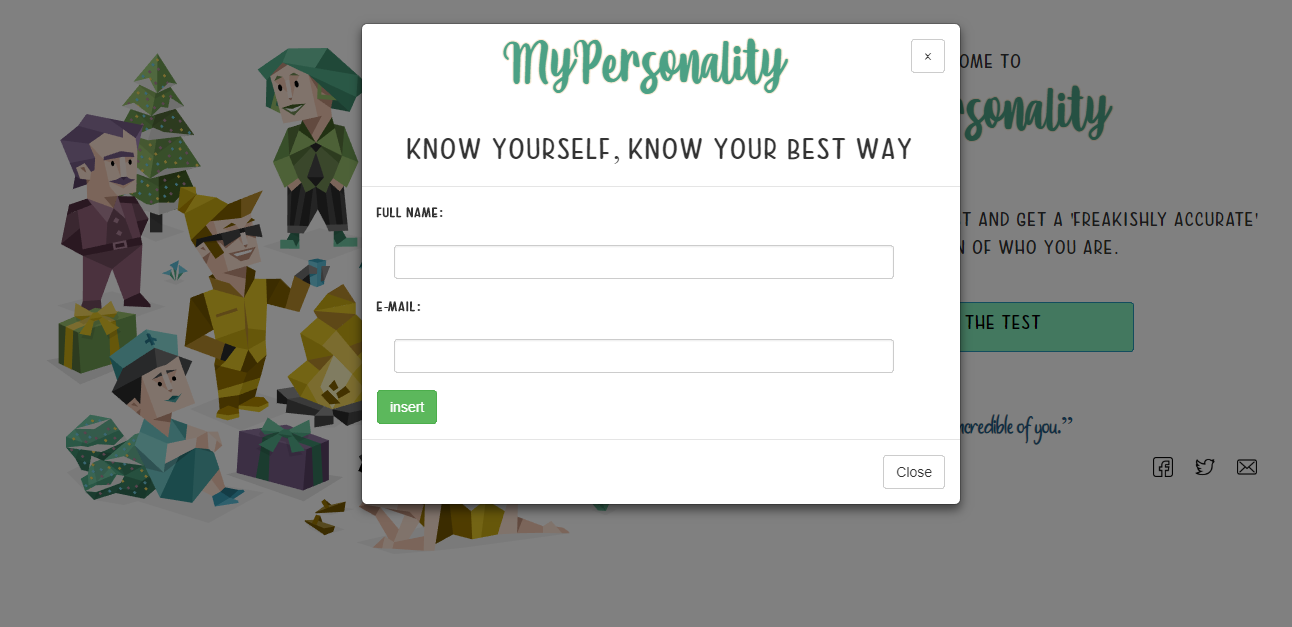 MyPersonality
x
KNOW YOURSELF, KNOW YOUR BEST WAY
FULL NAME:
E-MAIL:
insert
Close
OME TO
sonality
T AND GET A 'FREAKISHLY ACCURATE'
N OF WHO YOU ARE.
THE TEST
ncredible of you.”